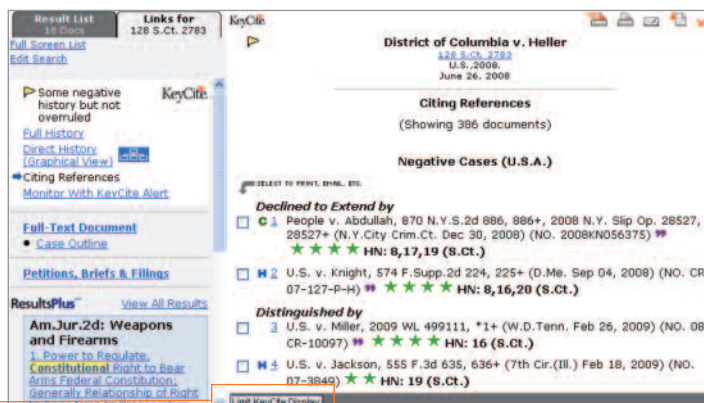 Result List
18 Docs
Links for
128 S.Ct. 2783
Full Screen List
Edit Search
Some negative
history but not
overruled
KeyCite
Full History
Direct History
(Graphical View)
Citing References
Monitor With KeyCite Alert
Full-Text Document
Case Outline
Petitions, Briefs & Filings
ResultsPlus
View All Results
Am.Jur.2d: Weapons
and Firearms
1. Power to Regulate,
Constitutional Right to Bear
Arms Federal Constitution;
Generally Relationship of Right
KeyCite
District of Columbia v. Heller
128 S.Ct. 2783
U.S.,2008.
June 26, 2008
Citing References
(Showing 386 documents)
Negative Cases (U.S.A.)
SELECT TO PRINT, EMAIL, ETC.
Declined to Extend by
C 1 People v. Abdullah, 870 N.Y.S.2d 886, 886+, 2008 N.Y. Slip Op. 28527,
28527+ (N.Y.City Crim.Ct. Dec 30, 2008) (NO. 2008KN056375) ❞
★ ★ ★ ★ HN: 8,17,19 (S.Ct.)
H 2 U.S. v. Knight, 574 F.Supp.2d 224, 225+ (D.Me. Sep 04, 2008) (NO. CR
07-127-P-H) ❞ ★ ★ ★ ★ HN: 8,16,20 (S.Ct.)
Distinguished by
3 U.S. v. Miller, 2009 WL 499111, *1+ (W.D.Tenn. Feb 26, 2009) (NO. 08
CR-10097) ❞ ★ ★ ★ ★ HN: 16 (S.Ct.)
H 4 U.S. v. Jackson, 555 F.3d 635, 636+ (7th Cir.(Ill.) Feb 18, 2009) (NO.
07-3849) ★ ★ HN: 19 (S.Ct.)
Limit KeyCite Display